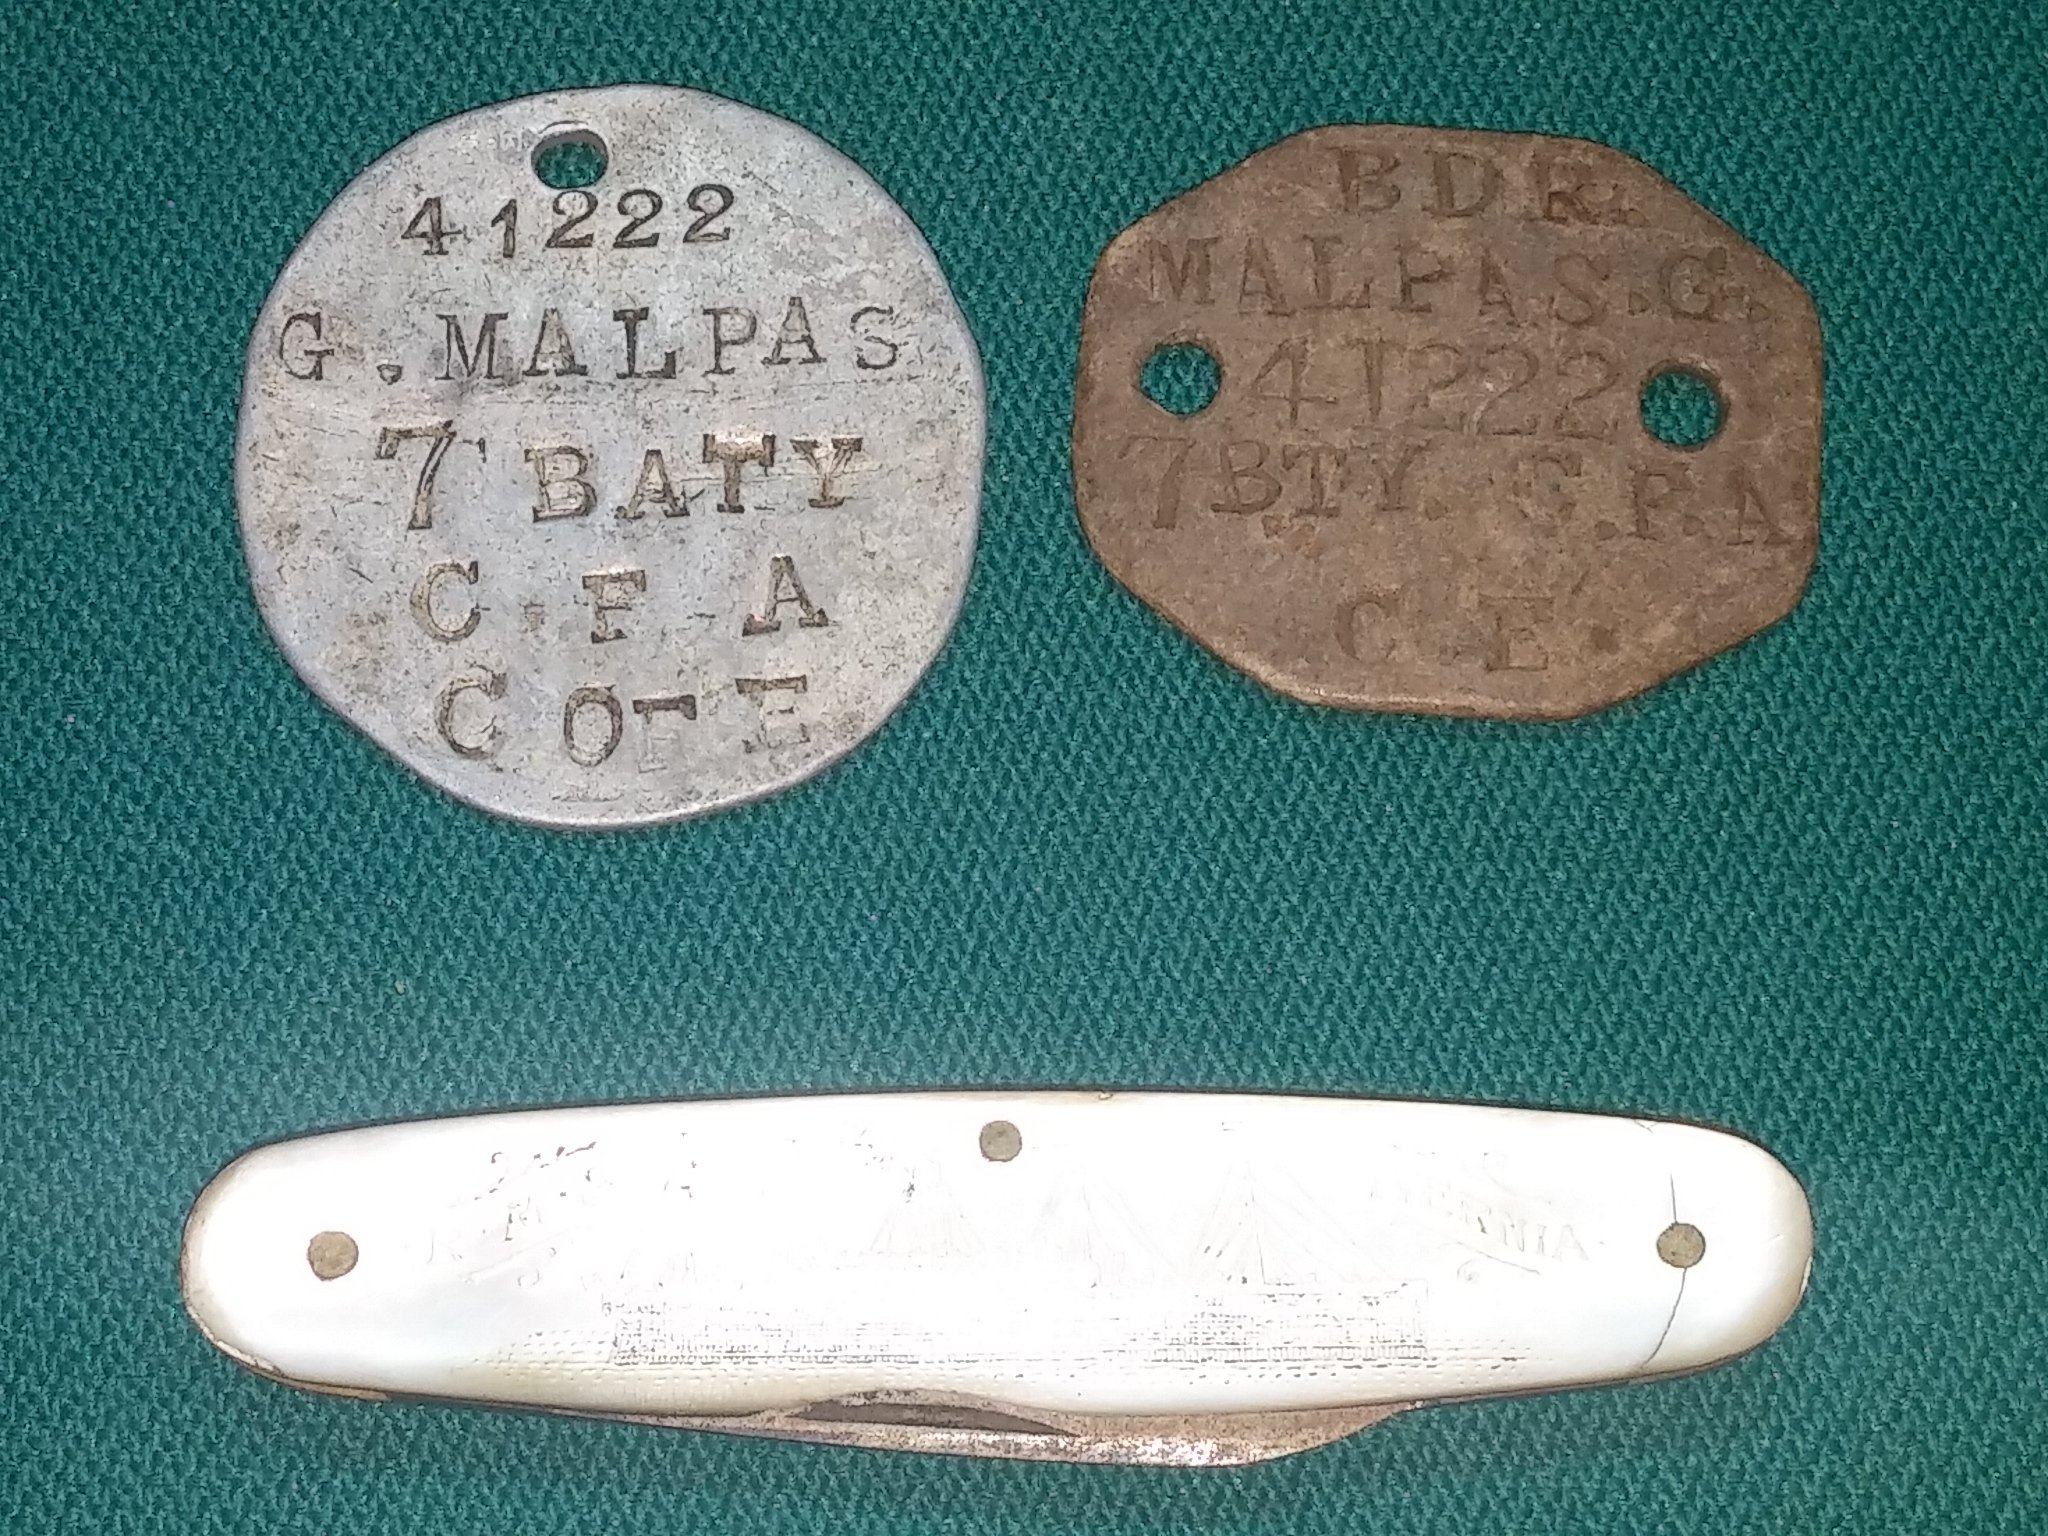 41222
G. MALPAS
7 BATY
C. F. A
C OF E
BDR.
MALPAS. G.
41222
7 BTY. C. F. A
C. E.